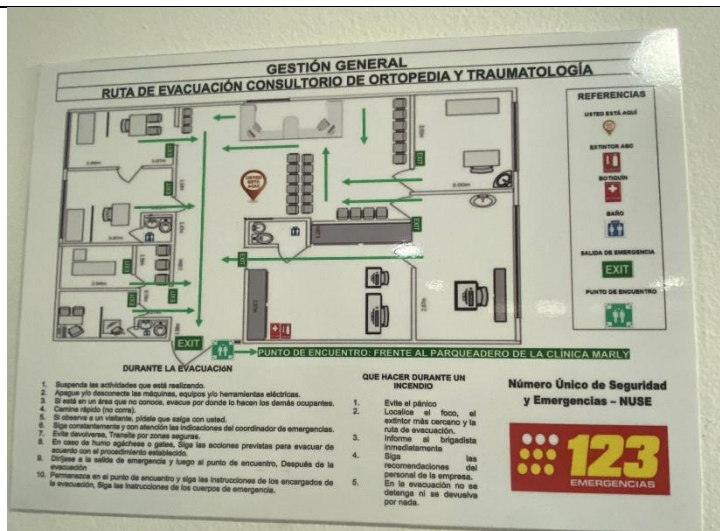 GESTIÓN GENERAL
RUTA DE EVACUACIÓN CONSULTORIO DE ORTOPEDIA Y TRAUMATOLOGÍA
REFERENCIAS
USTED ESTÁ AQUÍ
EXTINTOR ABC
BOTIQUÍN
BAÑO
SALIDA DE EMERGENCIA
EXIT
PUNTO DE ENCUENTRO
USTED
ESTÁ
AQUÍ
EXIT
EXIT
EXIT
EXIT
EXIT
EXIT
EXIT
EXIT
PUNTO DE ENCUENTRO: FRENTE AL PARQUEADERO DE LA CLÍNICA MARLY
DURANTE LA EVACUACIÓN
1. Suspenda las actividades que está realizando.
2. Apague y/o desconecte las máquinas, equipos y/o herramientas eléctricas.
3. Si está en un área que no conoce, evacue por donde lo hacen los demás ocupantes.
4. Camine rápido (no corra).
5. Si observa a un visitante, pídale que salga con usted.
6. Siga constantemente y con atención las indicaciones del coordinador de emergencias.
7. Evite devolverse, Transite por zonas seguras.
8. En caso de humo agáchese o gatee, Siga las acciones previstas para evacuar de
acuerdo con el procedimiento establecido.
9. Diríjase a la salida de emergencia y luego al punto de encuentro, Después de la
evacuación
10. Permanezca en el punto de encuentro y siga las instrucciones de los encargados de
la evacuación, Siga las instrucciones de los cuerpos de emergencia.
QUE HACER DURANTE UN
INCENDIO
1. Evite el pánico
2. Localice el foco, el
extintor más cercano y la
ruta de evacuación.
3. Informe al brigadista
inmediatamente
4. Siga las
recomendaciones del
personal de la empresa.
5. En la evacuación no se
detenga ni se devuelva
por nada.
Número Único de Seguridad
y Emergencias – NUSE
123
EMERGENCIAS